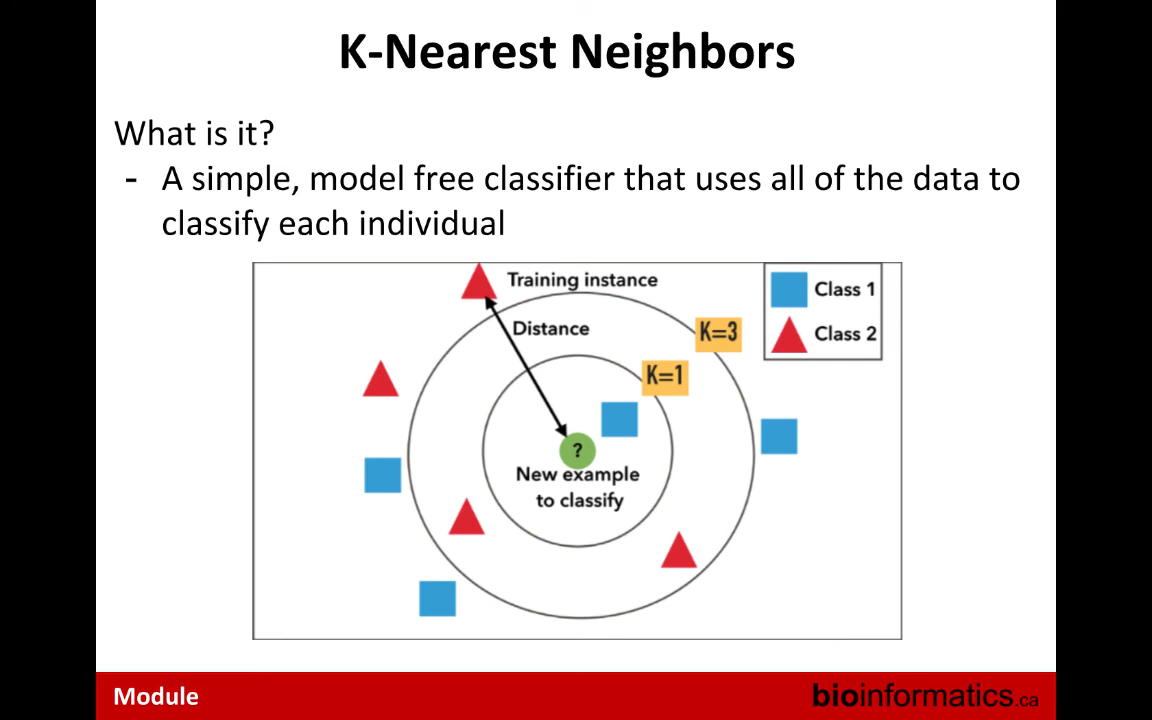 K-Nearest Neighbors
What is it?
- A simple, model free classifier that uses all of the data to
classify each individual
Training instance
Distance
K=3
K=1
Class 1
Class 2
?
New example
to classify
Module
bioinformatics.ca